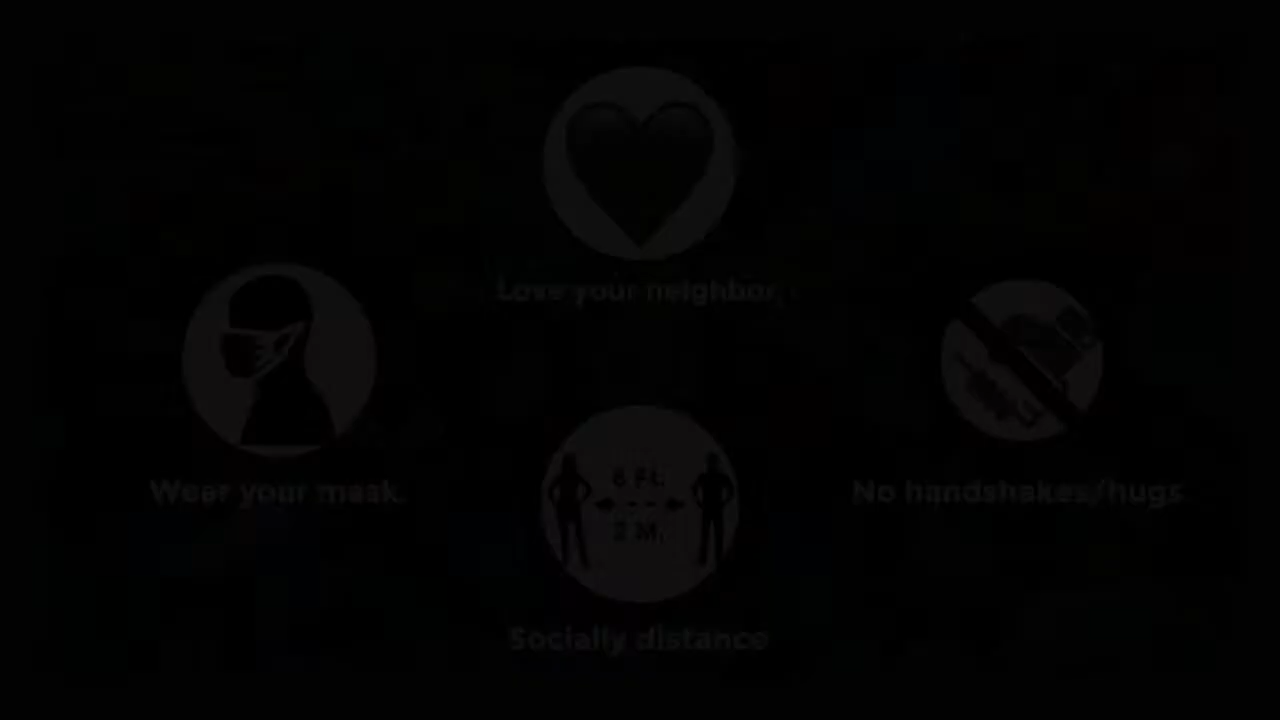 Love your neighbor.
Wear your mask.
No handshakes/hugs
6 Ft.
2 M.
Socially distance